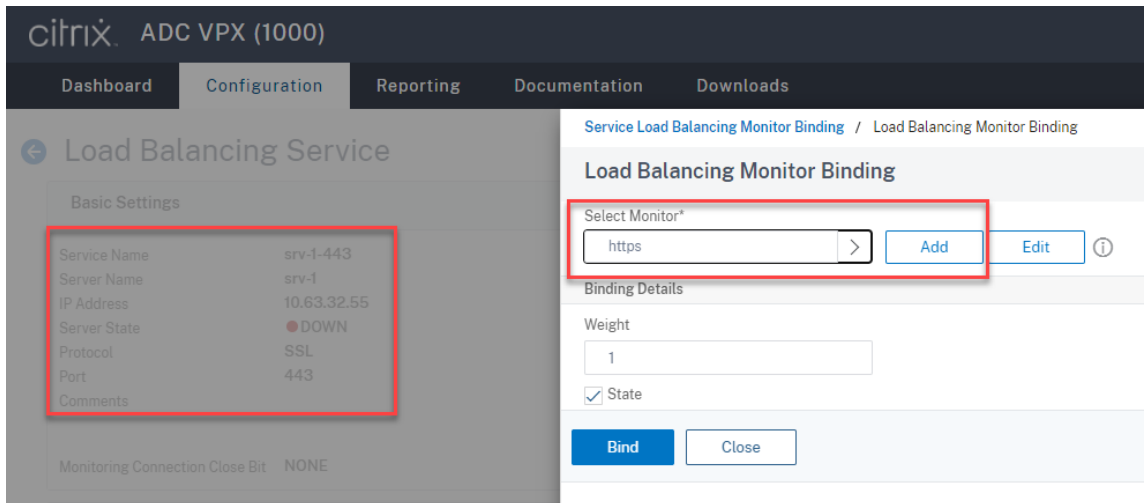 citrix. ADC VPX (1000)
Dashboard Configuration Reporting Documentation Downloads
Load Balancing Service
Basic Settings
Service Name srv-1-443
Server Name srv-1
IP Address 10.63.32.55
Server State DOWN
Protocol SSL
Port 443
Comments
Monitoring Connection Close Bit NONE
Service Load Balancing Monitor Binding / Load Balancing Monitor Binding
Load Balancing Monitor Binding
Select Monitor*
https > Add Edit
Binding Details
Weight
1
State
Bind Close